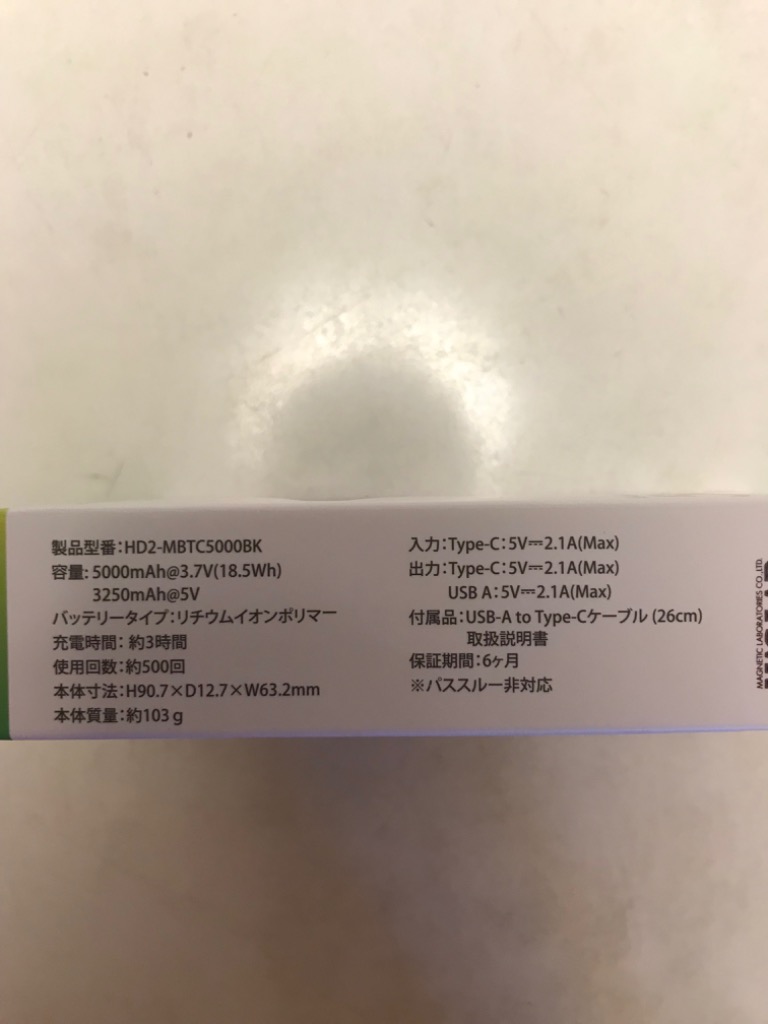 製品型番:HD2-MBTC5000BK
容量: 5000mAh@3.7V(18.5Wh)
3250mAh@5V
バッテリータイプ:リチウムイオンポリマー
充電時間: 約3時間
使用回数:約500回
本体寸法:H90.7×D12.7×W63.2mm
本体質量:約103g
入力:Type-C:5V⎓2.1A(Max)
出力:Type-C:5V⎓2.1A(Max)
USB A:5V⎓2.1A(Max)
付属品:USB-A to Type-Cケーブル (26cm)
取扱説明書
保証期間:6ヶ月
※パススルー非対応
MAGNETIC LABORATORIES CO.,LTD.